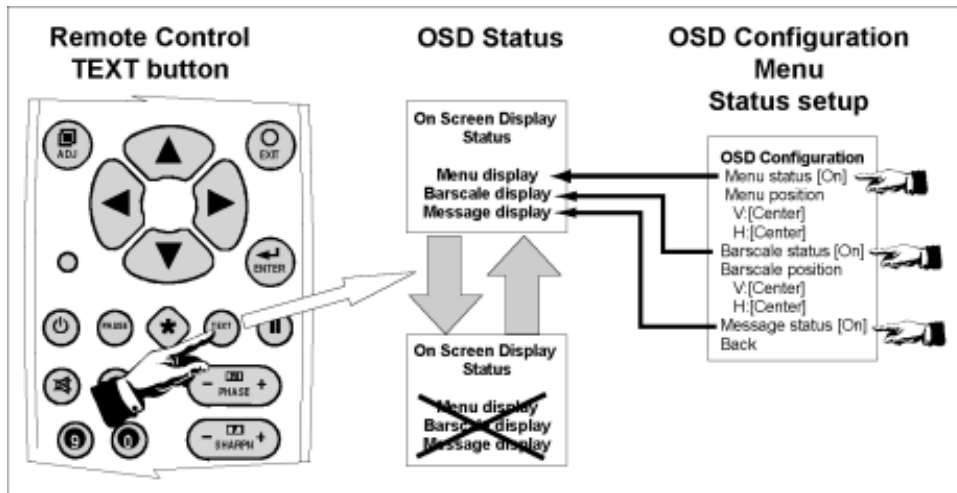 Remote Control
TEXT button
ADJ
EXIT
ENTER
PAUSE
*
TEXT
- N +
PHASE
9
0
- +
SHARPN
OSD Status
On Screen Display
Status
Menu display
Barscale display
Message display
On Screen Display
Status
Menu display
Barscale display
Message display
OSD Configuration
Menu
Status setup
OSD Configuration
Menu status [On]
Menu position
V:[Center]
H:[Center]
Barscale status [On]
Barscale position
V:[Center]
H:[Center]
Message status [On]
Back